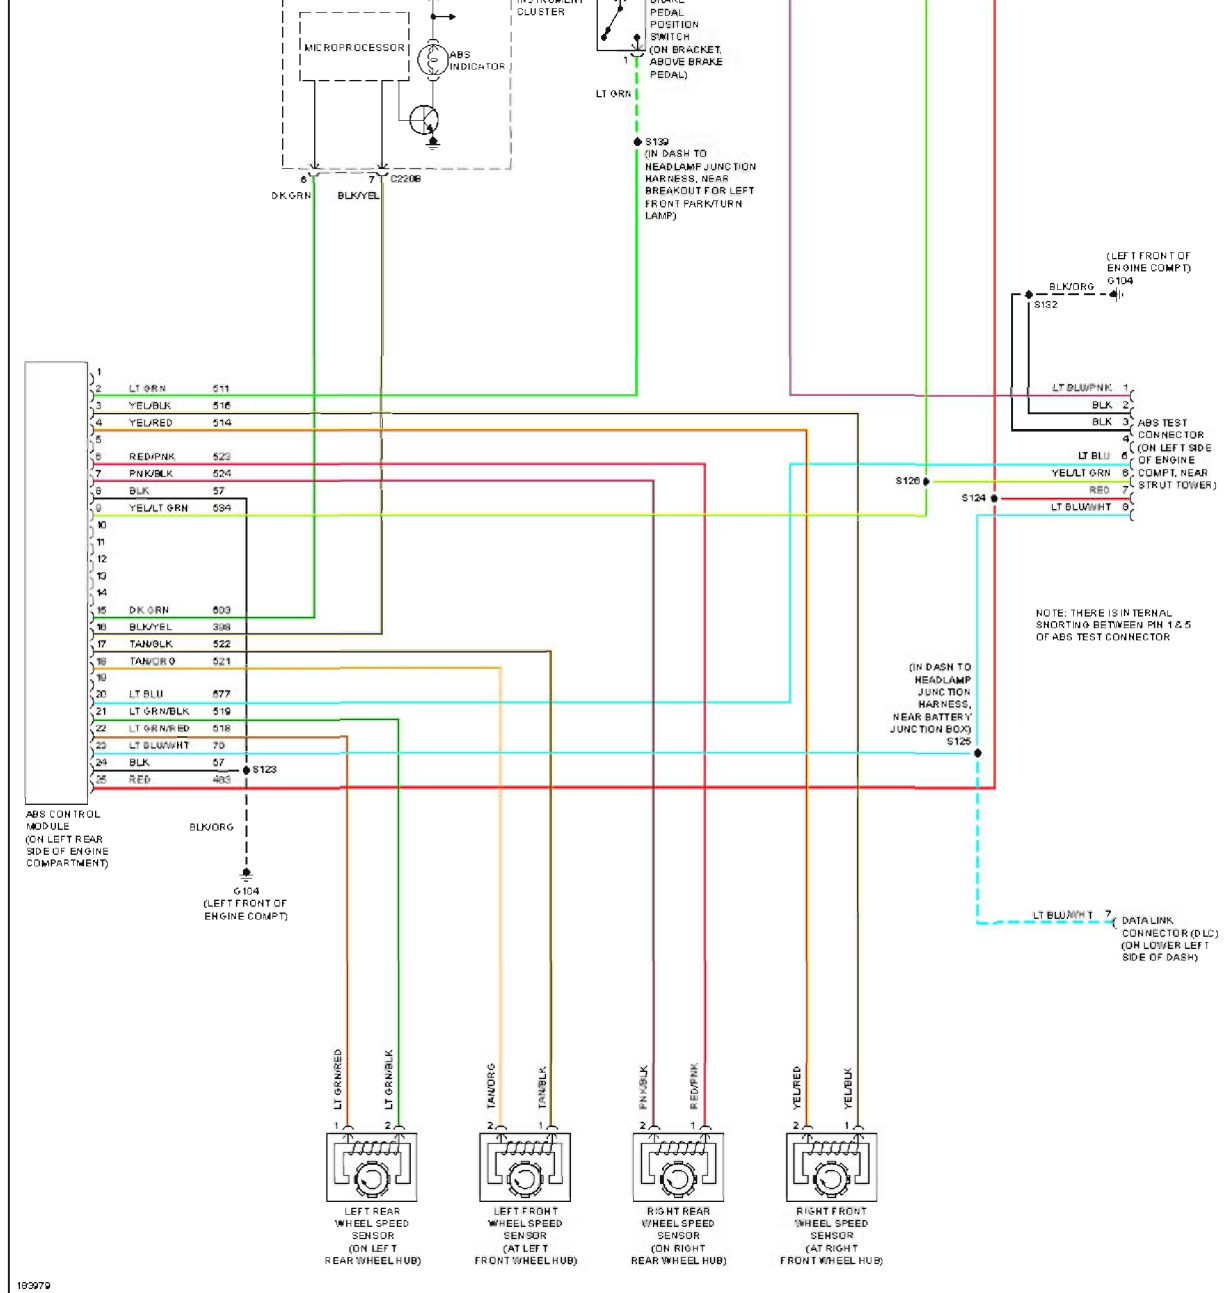 CLUSTER
MICROPROCESSOR
ABS
INDICATOR
6
7
C220B
DK GRN
BLK/YEL
PEDAL
POSITION
SWITCH
(ON BRACKET,
ABOVE BRAKE
PEDAL)
1
LT GRN
S139
(IN DASH TO
HEADLAMP JUNCTION
HARNESS, NEAR
BREAKOUT FOR LEFT
FRONT PARK/TURN
LAMP)
(LEFT FRONT OF
ENGINE COMPT)
G104
BLK/ORG
S132
1
2 LT GRN 511
3 YEL/BLK 516
4 YEL/RED 514
5
6 RED/PNK 523
7 PNK/BLK 524
8 BLK 57
9 YEL/LT GRN 534
10
11
12
13
14
15 DK GRN 603
16 BLK/YEL 398
17 TAN/BLK 522
18 TAN/ORG 521
19
20 LT BLU 677
21 LT GRN/BLK 519
22 LT GRN/RED 518
23 LT BLU/WHT 70
24 BLK 57
25 RED 483
S123
ABS CONTROL
MODULE
(ON LEFT REAR
SIDE OF ENGINE
COMPARTMENT)
BLK/ORG
G104
(LEFT FRONT OF
ENGINE COMPT)
LT BLU/PNK 1
BLK 2
BLK 3
4
LT BLU 5
YEL/LT GRN 6
RED 7
LT BLU/WHT 8
ABS TEST
CONNECTOR
(ON LEFT SIDE
OF ENGINE
COMPT, NEAR
STRUT TOWER)
S126
S124
NOTE: THERE IS INTERNAL
SHORTING BETWEEN PIN 1 & 5
OF ABS TEST CONNECTOR
(IN DASH TO
HEADLAMP
JUNCTION
HARNESS,
NEAR BATTERY
JUNCTION BOX)
S125
LT BLU/WHT 7
DATA LINK
CONNECTOR (DLC)
(ON LOWER LEFT
SIDE OF DASH)
LT GRN/RED
LT GRN/BLK
TAN/ORG
TAN/BLK
PNK/BLK
RED/PNK
YEL/RED
YEL/BLK
1 2
2 1
2 1
2 1
LEFT REAR
WHEEL SPEED
SENSOR
(ON LEFT
REAR WHEEL HUB)
LEFT FRONT
WHEEL SPEED
SENSOR
(AT LEFT
FRONT WHEEL HUB)
RIGHT REAR
WHEEL SPEED
SENSOR
(ON RIGHT
REAR WHEEL HUB)
RIGHT FRONT
WHEEL SPEED
SENSOR
(AT RIGHT
FRONT WHEEL HUB)
183979